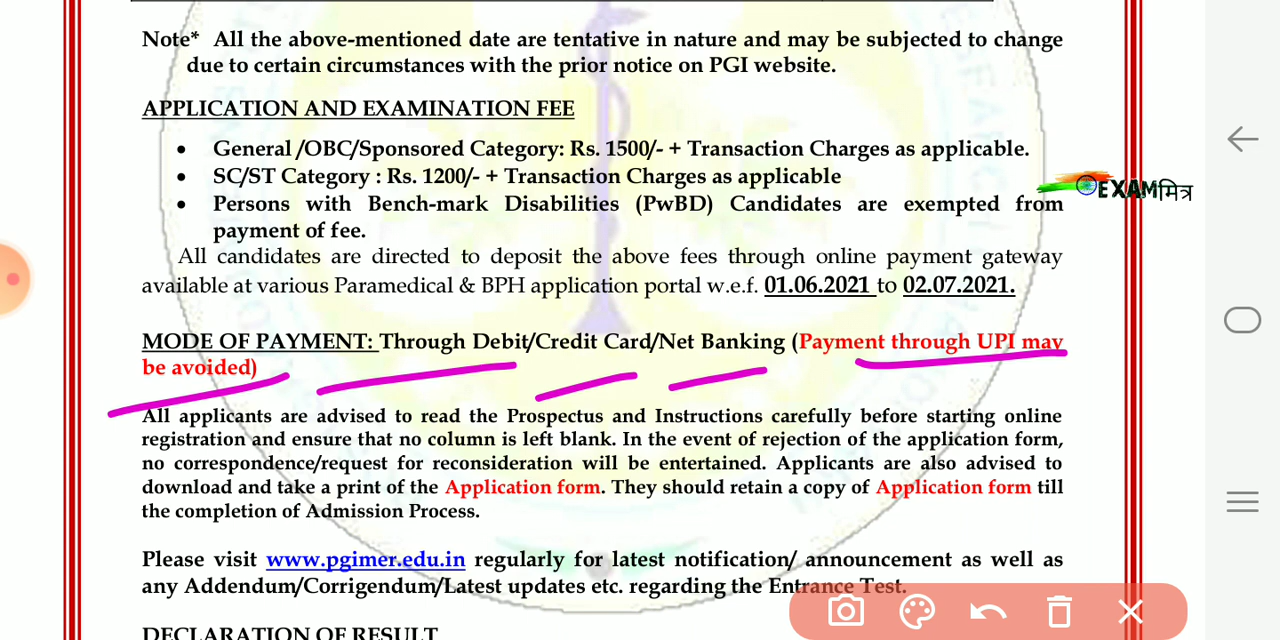 Note* All the above-mentioned date are tentative in nature and may be subjected to change
due to certain circumstances with the prior notice on PGI website.
APPLICATION AND EXAMINATION FEE
• General /OBC/Sponsored Category: Rs. 1500/- + Transaction Charges as applicable.
• SC/ST Category : Rs. 1200/- + Transaction Charges as applicable
• Persons with Bench-mark Disabilities (PwBD) Candidates are exempted from
payment of fee.
All candidates are directed to deposit the above fees through online payment gateway
available at various Paramedical & BPH application portal w.e.f. 01.06.2021 to 02.07.2021.
EXAMमित्र
MODE OF PAYMENT: Through Debit/Credit Card/Net Banking (Payment through UPI may
be avoided)
All applicants are advised to read the Prospectus and Instructions carefully before starting online
registration and ensure that no column is left blank. In the event of rejection of the application form,
no correspondence/request for reconsideration will be entertained. Applicants are also advised to
download and take a print of the Application form. They should retain a copy of Application form till
the completion of Admission Process.
Please visit www.pgimer.edu.in regularly for latest notification/ announcement as well as
any Addendum/Corrigendum/Latest updates etc. regarding the Entrance Test.
DECLARATION OF RESULT